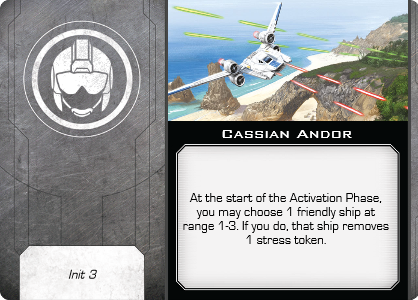 Cassian Andor
At the start of the Activation Phase,
you may choose 1 friendly ship at
range 1-3. If you do, that ship removes
1 stress token.
Init 3